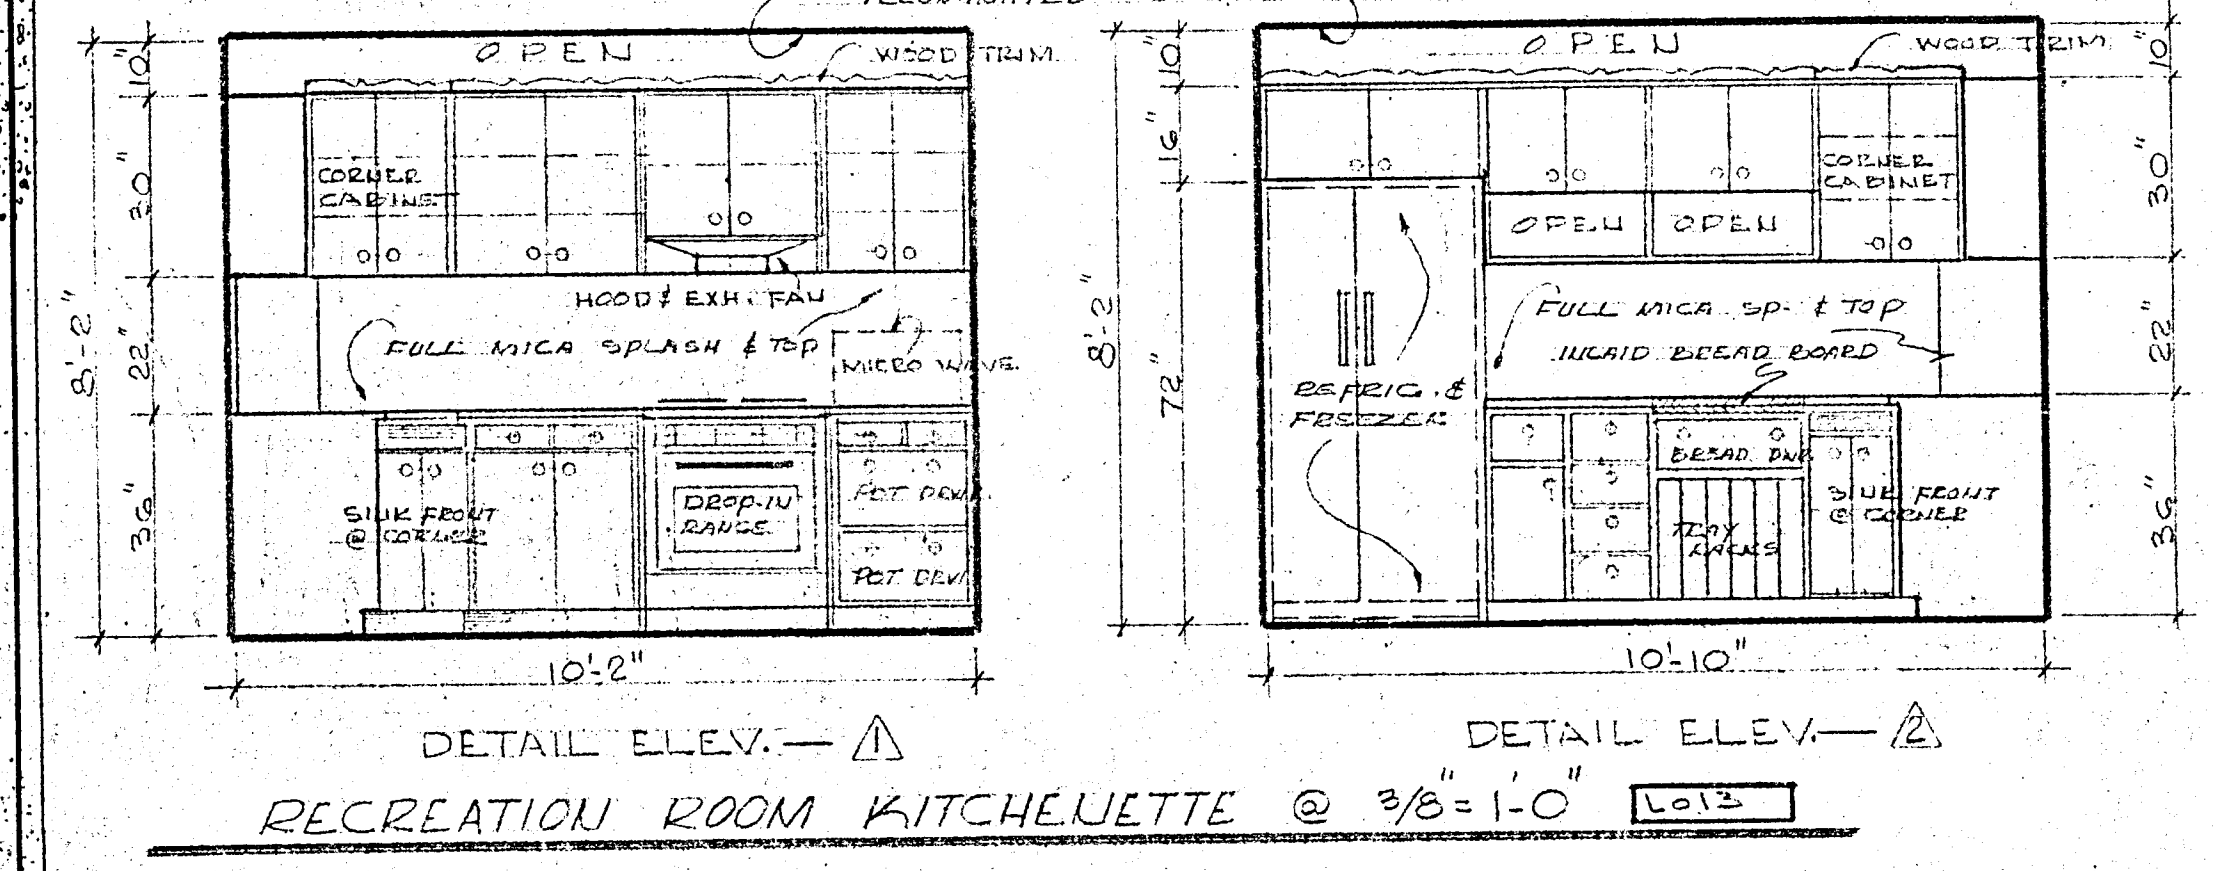 OPEN
WOOD TRIM
10"
30"
8'-2"
22"
36"
CORNER
CABINET
HOOD & EXH. FAN
FULL MICA SPLASH & TOP
MICRO WAVE.
SINK FRONT
@ CORNER
DROP-IN
RANGE
POT DRWR.
POT DRWR
10'-2"
DETAIL ELEV. — 1
OPEN
WOOD TRIM
10"
16"
8'-2"
72"
10"
30"
22"
36"
CORNER
CABINET
OPEN OPEN
FULL MICA SP. & TOP
INLAID BREAD BOARD
REFRIG. &
FREEZER
BREAD DWR
SINK FRONT
@ CORNER
TRAY
RACKS
10'-10"
DETAIL ELEV. — 2
RECREATION ROOM KITCHENETTE @ 3/8" = 1'-0" L013